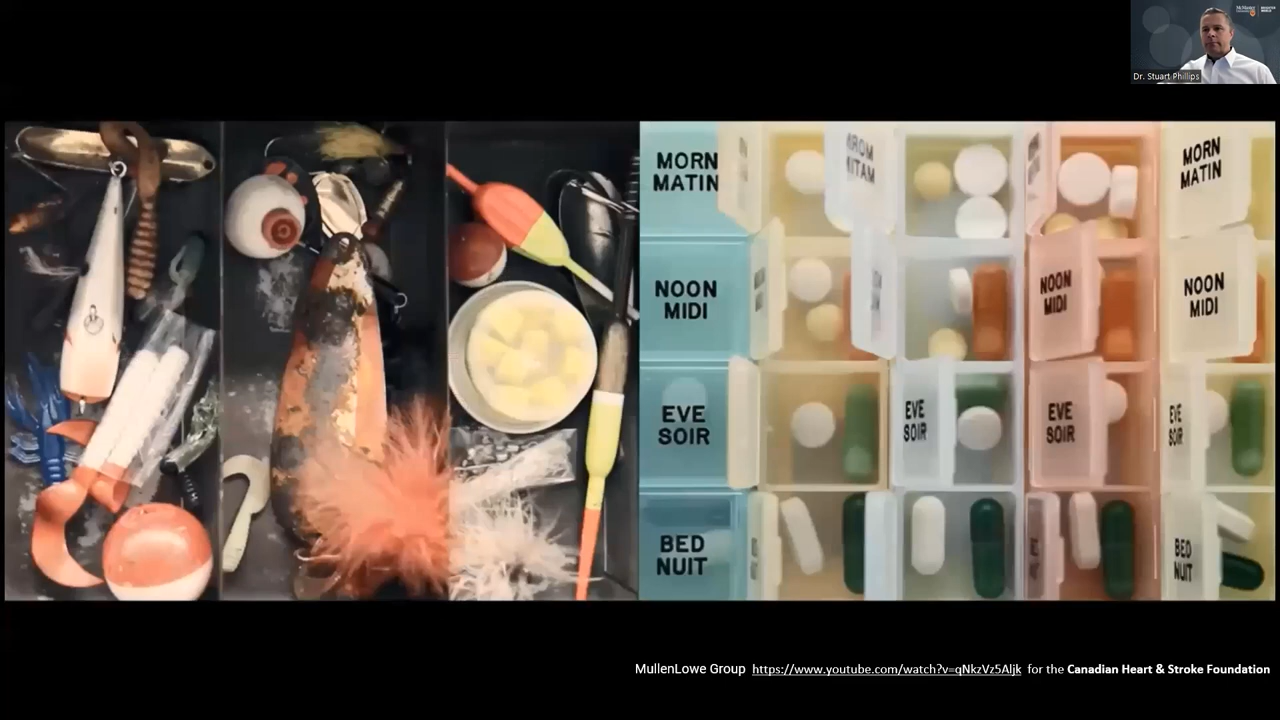 Dr. Stuart Phillips
MORN
MATIN
MORN
MATIN
NOON
MIDI
NOON
MIDI
NOON
MIDI
EVE
SOIR
EVE
SOIR
EVE
SOIR
EVE
SOIR
BED
NUIT
BED
NUIT
MullenLowe Group https://www.youtube.com/watch?v=qNkzVz5Aljk for the Canadian Heart & Stroke Foundation